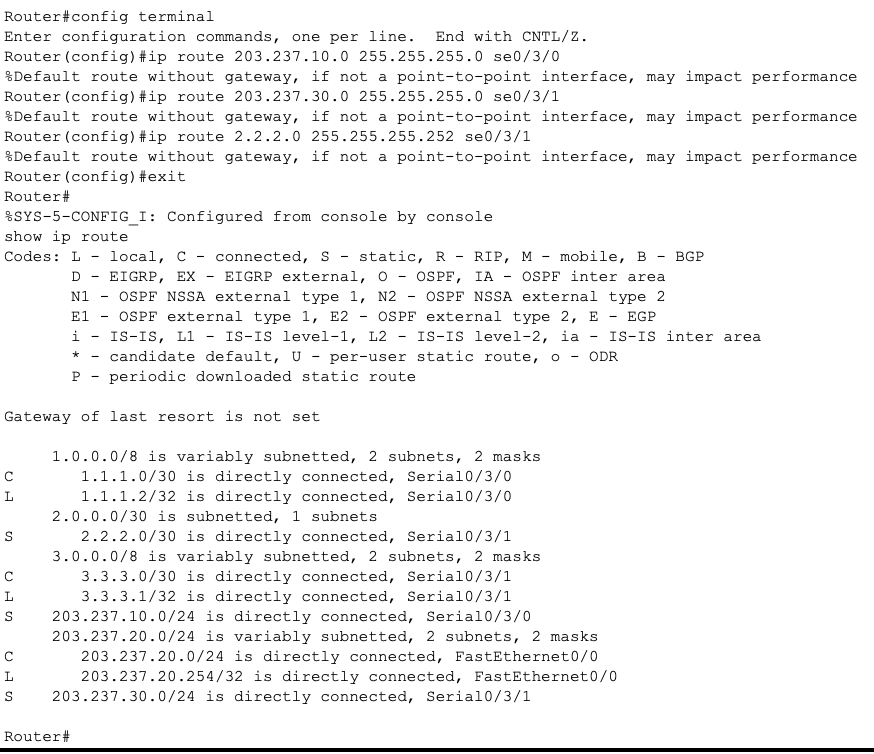 Router#config terminal
Enter configuration commands, one per line.  End with CNTL/Z.
Router(config)#ip route 203.237.10.0 255.255.255.0 se0/3/0
%Default route without gateway, if not a point-to-point interface, may impact performance
Router(config)#ip route 203.237.30.0 255.255.255.0 se0/3/1
%Default route without gateway, if not a point-to-point interface, may impact performance
Router(config)#ip route 2.2.2.0 255.255.255.252 se0/3/1
%Default route without gateway, if not a point-to-point interface, may impact performance
Router(config)#exit
Router#
%SYS-5-CONFIG_I: Configured from console by console
show ip route
Codes: L - local, C - connected, S - static, R - RIP, M - mobile, B - BGP
       D - EIGRP, EX - EIGRP external, O - OSPF, IA - OSPF inter area
       N1 - OSPF NSSA external type 1, N2 - OSPF NSSA external type 2
       E1 - OSPF external type 1, E2 - OSPF external type 2, E - EGP
       i - IS-IS, L1 - IS-IS level-1, L2 - IS-IS level-2, ia - IS-IS inter area
       * - candidate default, U - per-user static route, o - ODR
       P - periodic downloaded static route

Gateway of last resort is not set

     1.0.0.0/8 is variably subnetted, 2 subnets, 2 masks
C       1.1.1.0/30 is directly connected, Serial0/3/0
L       1.1.1.2/32 is directly connected, Serial0/3/0
     2.0.0.0/30 is subnetted, 1 subnets
S       2.2.2.0/30 is directly connected, Serial0/3/1
     3.0.0.0/8 is variably subnetted, 2 subnets, 2 masks
C       3.3.3.0/30 is directly connected, Serial0/3/1
L       3.3.3.1/32 is directly connected, Serial0/3/1
S    203.237.10.0/24 is directly connected, Serial0/3/0
     203.237.20.0/24 is variably subnetted, 2 subnets, 2 masks
C       203.237.20.0/24 is directly connected, FastEthernet0/0
L       203.237.20.254/32 is directly connected, FastEthernet0/0
S    203.237.30.0/24 is directly connected, Serial0/3/1

Router#